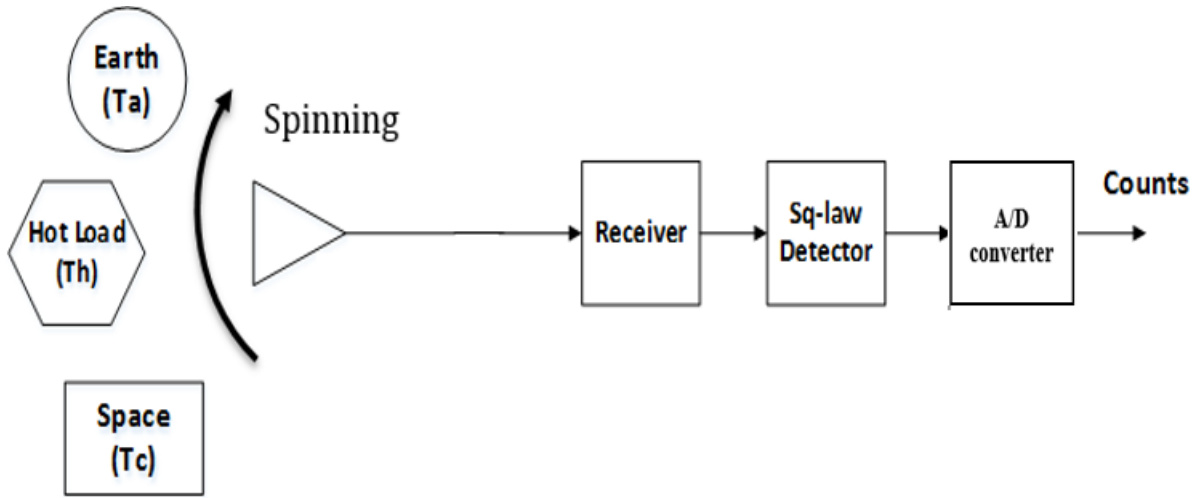 Earth
(Ta)
Spinning
Hot Load
(Th)
Space
(Tc)
Receiver
Sq-law
Detector
A/D
converter
Counts